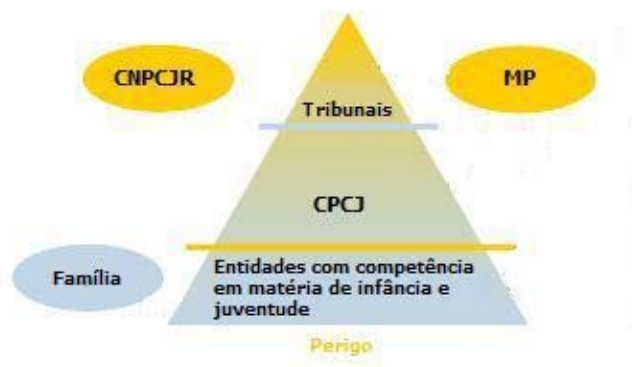 CNPCJR
MP
Tribunais
CPCJ
Família
Entidades com competência
em matéria de infância e
juventude
Perigo